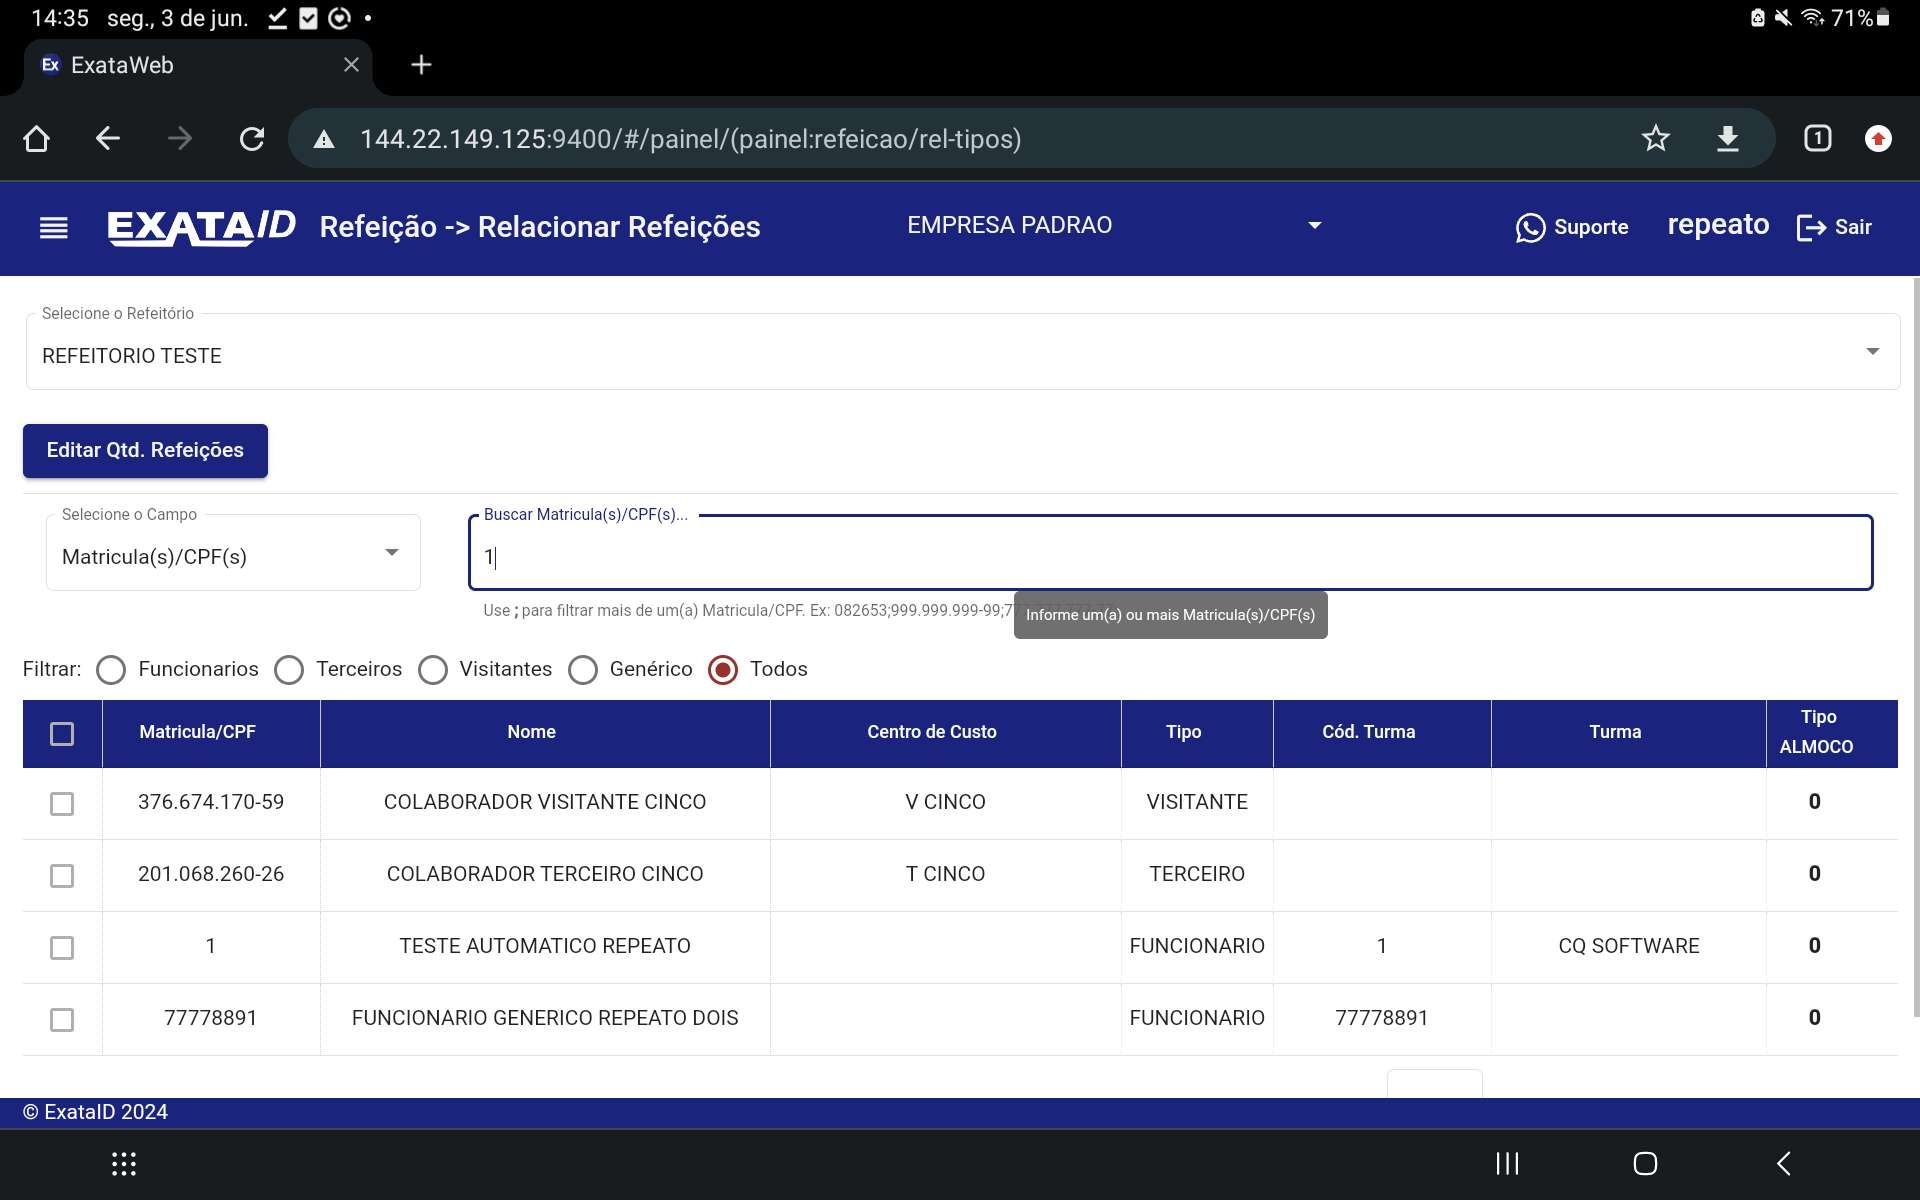 14:35 seg., 3 de jun. 71%
Ex ExataWeb
144.22.149.125:9400/#/painel/(painel:refeicao/rel-tipos) 1
EXATAID Refeição -> Relacionar Refeições EMPRESA PADRAO Suporte repeato Sair
Selecione o Refeitório
REFEITORIO TESTE
Editar Qtd. Refeições
Selecione o Campo
Matricula(s)/CPF(s)
Buscar Matricula(s)/CPF(s)...
1
Use ; para filtrar mais de um(a) Matricula/CPF. Ex: 082653;999.999.999-99;7
Informe um(a) ou mais Matricula(s)/CPF(s)
Filtrar: Funcionarios Terceiros Visitantes Genérico Todos
Matricula/CPF Nome Centro de Custo Tipo Cód. Turma Turma Tipo ALMOCO
376.674.170-59 COLABORADOR VISITANTE CINCO V CINCO VISITANTE 0
201.068.260-26 COLABORADOR TERCEIRO CINCO T CINCO TERCEIRO 0
1 TESTE AUTOMATICO REPEATO FUNCIONARIO 1 CQ SOFTWARE 0
77778891 FUNCIONARIO GENERICO REPEATO DOIS FUNCIONARIO 77778891 0
© ExataID 2024